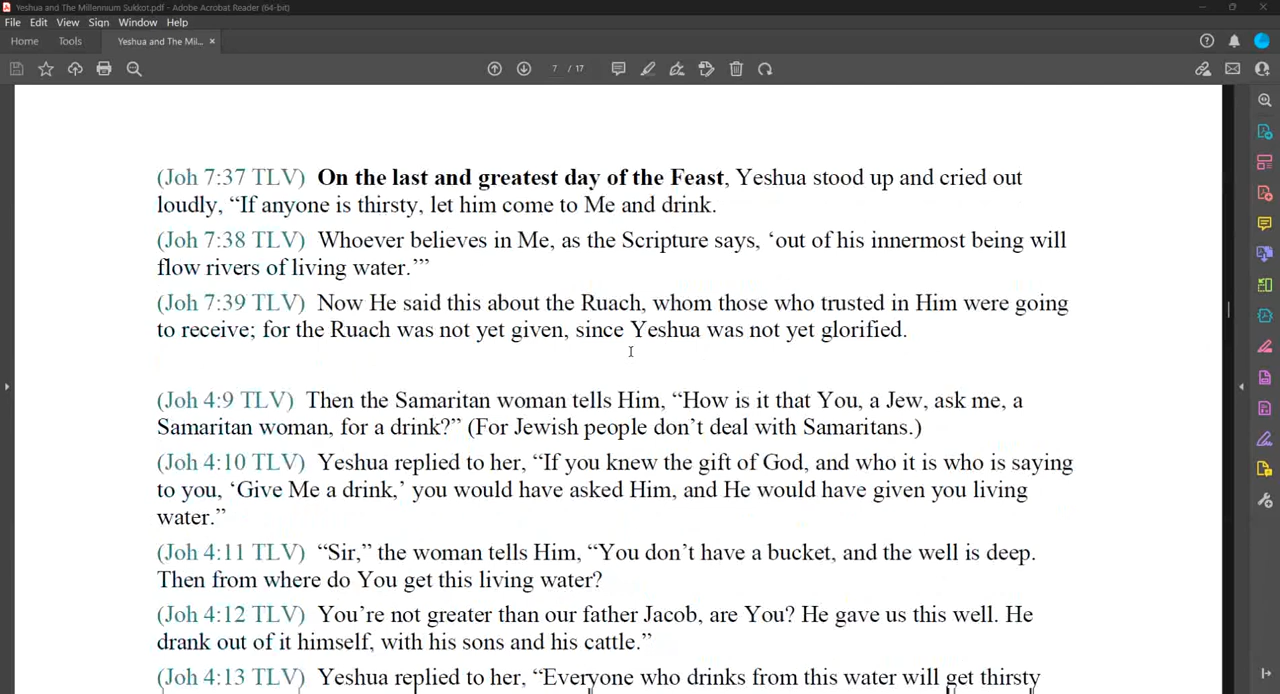 Yeshua and The Millennium Sukkot.pdf - Adobe Acrobat Reader (64-bit)
File Edit View Sign Window Help
Home Tools Yeshua and The Mil... ×
7 / 17
(Joh 7:37 TLV) On the last and greatest day of the Feast, Yeshua stood up and cried out
loudly, “If anyone is thirsty, let him come to Me and drink.
(Joh 7:38 TLV) Whoever believes in Me, as the Scripture says, ‘out of his innermost being will
flow rivers of living water.’”
(Joh 7:39 TLV) Now He said this about the Ruach, whom those who trusted in Him were going
to receive; for the Ruach was not yet given, since Yeshua was not yet glorified.
(Joh 4:9 TLV) Then the Samaritan woman tells Him, “How is it that You, a Jew, ask me, a
Samaritan woman, for a drink?” (For Jewish people don’t deal with Samaritans.)
(Joh 4:10 TLV) Yeshua replied to her, “If you knew the gift of God, and who it is who is saying
to you, ‘Give Me a drink,’ you would have asked Him, and He would have given you living
water.”
(Joh 4:11 TLV) “Sir,” the woman tells Him, “You don’t have a bucket, and the well is deep.
Then from where do You get this living water?
(Joh 4:12 TLV) You’re not greater than our father Jacob, are You? He gave us this well. He
drank out of it himself, with his sons and his cattle.”
(Joh 4:13 TLV) Yeshua replied to her, “Everyone who drinks from this water will get thirsty